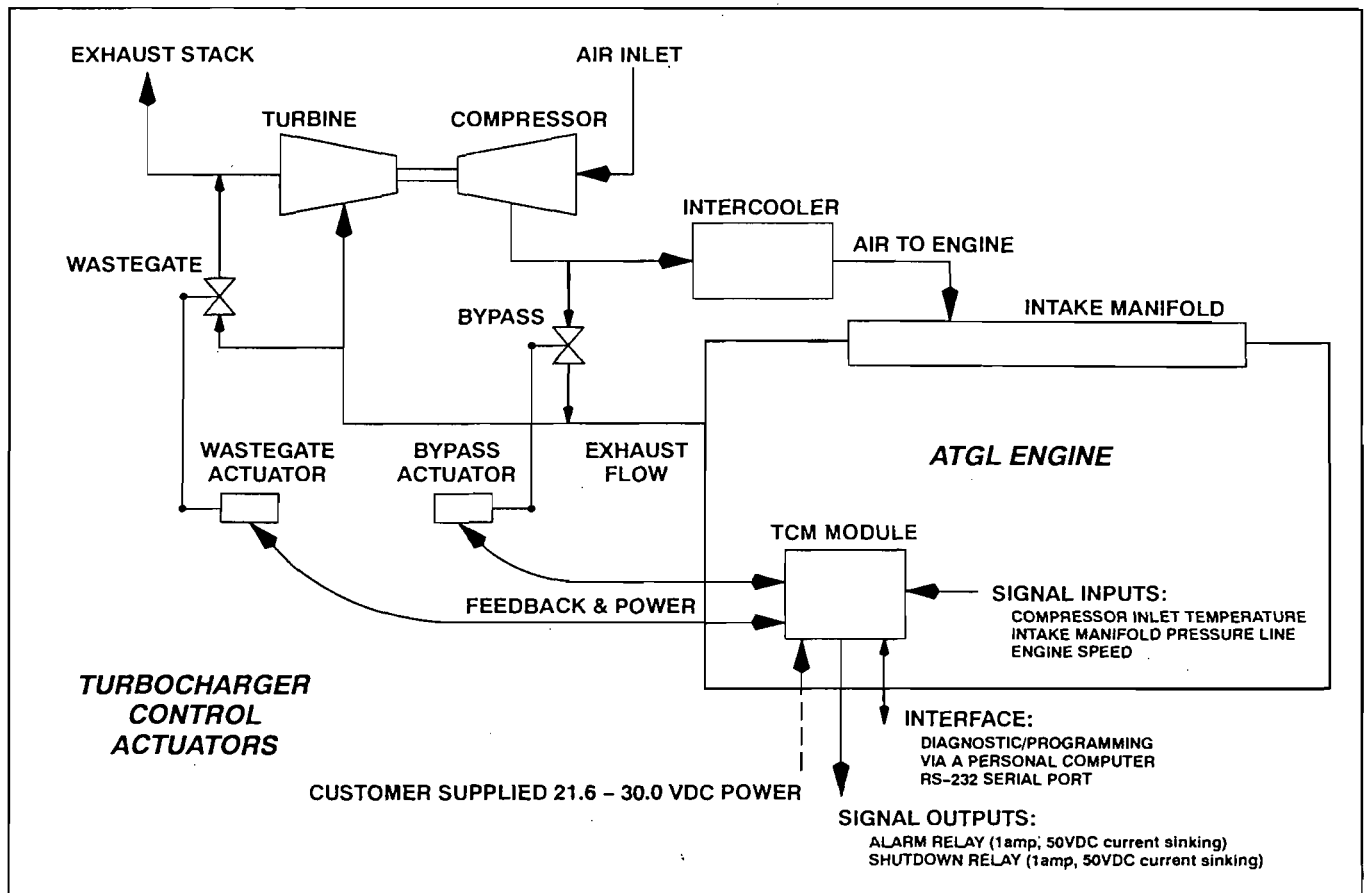 EXHAUST STACK
AIR INLET
TURBINE
COMPRESSOR
INTERCOOLER
AIR TO ENGINE
WASTEGATE
BYPASS
INTAKE MANIFOLD
WASTEGATE
ACTUATOR
BYPASS
ACTUATOR
EXHAUST
FLOW
ATGL ENGINE
TCM MODULE
FEEDBACK & POWER
SIGNAL INPUTS:
COMPRESSOR INLET TEMPERATURE
INTAKE MANIFOLD PRESSURE LINE
ENGINE SPEED
TURBOCHARGER
CONTROL
ACTUATORS
INTERFACE:
DIAGNOSTIC/PROGRAMMING
VIA A PERSONAL COMPUTER
RS-232 SERIAL PORT
CUSTOMER SUPPLIED 21.6 – 30.0 VDC POWER
SIGNAL OUTPUTS:
ALARM RELAY (1amp, 50VDC current sinking)
SHUTDOWN RELAY (1amp, 50VDC current sinking)